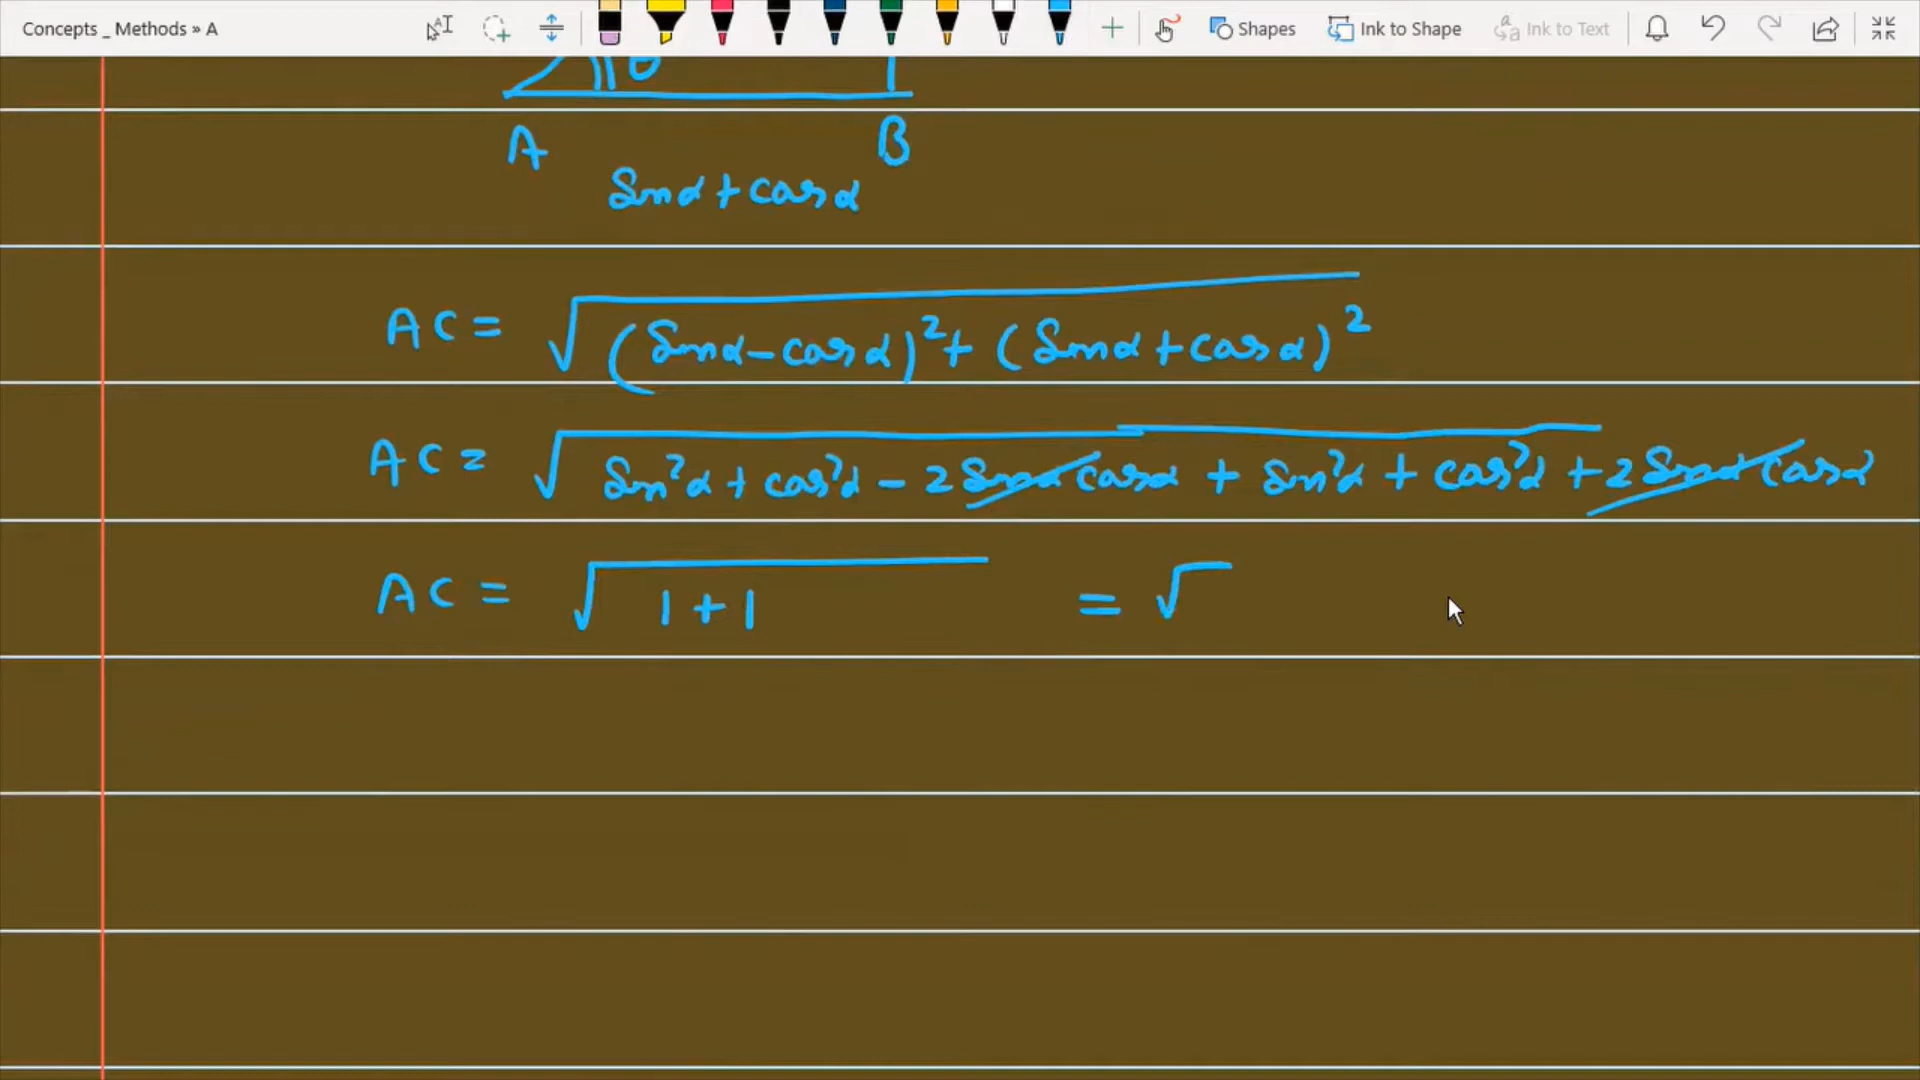 Concepts _ Methods » A Shapes Ink to Shape Ink to Text
θ
A B
Sinα + cosα
AC = √(Sinα - cosα)² + (Sinα + cosα)²
AC = √Sin²α + cos²α - 2 Sinα cosα + Sin²α + cos²α + 2 Sinα cosα
AC = √1 + 1 = √